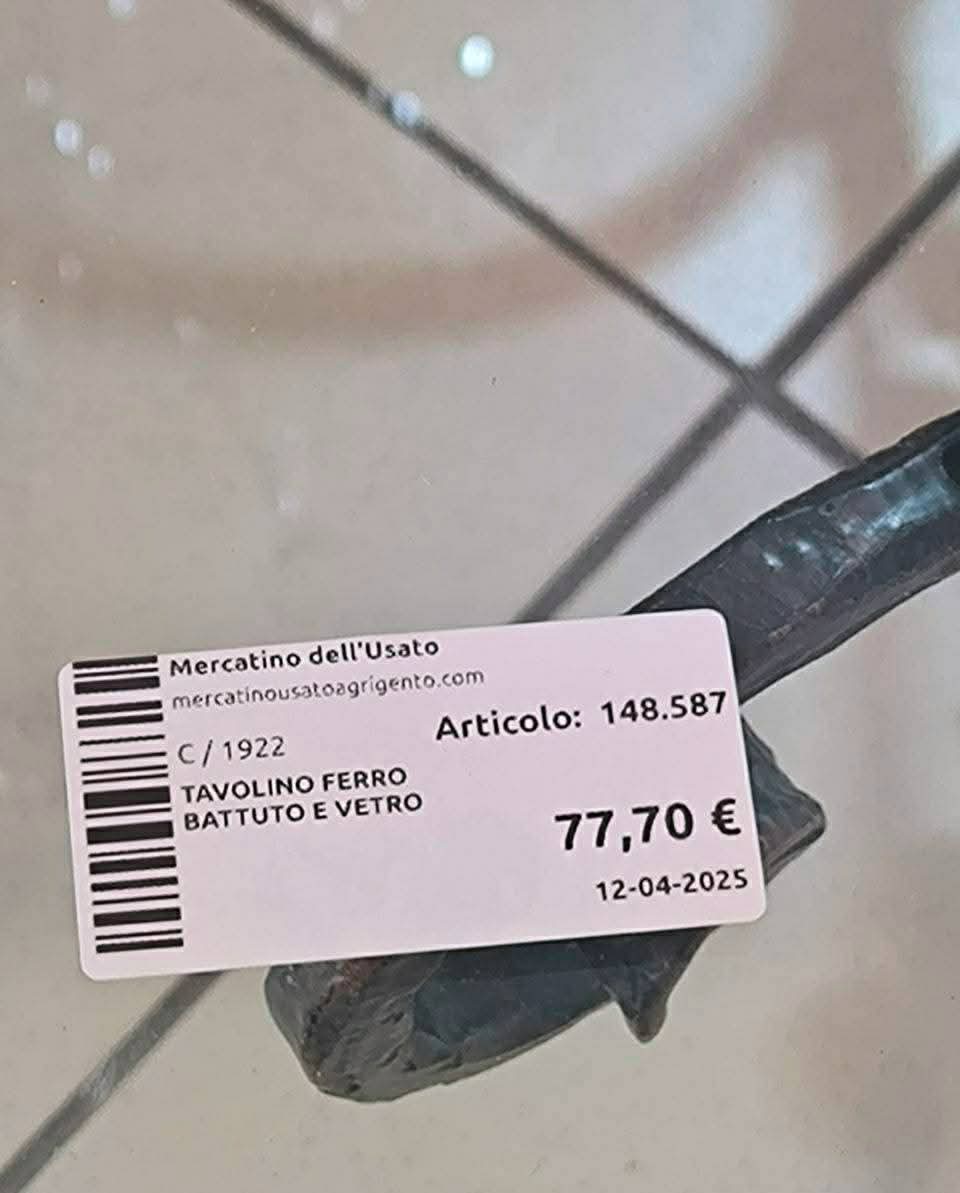 Mercatino dell'Usato
mercatinousatoagrigento.com
Articolo: 148.587
C / 1922
TAVOLINO FERRO
BATTUTO E VETRO
77,70 €
12-04-2025